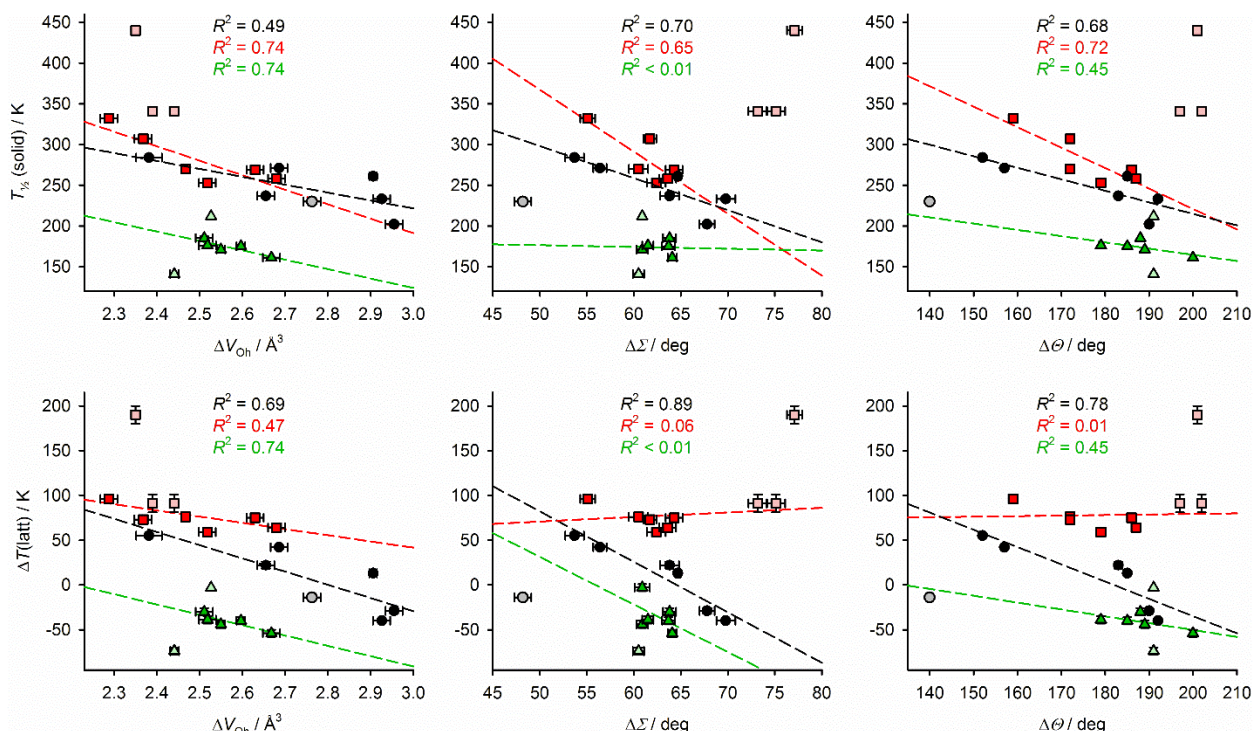 R² = 0.49
R² = 0.74
R² = 0.74
R² = 0.70
R² = 0.65
R² < 0.01
R² = 0.68
R² = 0.72
R² = 0.45
T½ (solid) / K
450
400
350
300
250
200
150
2.3 2.4 2.5 2.6 2.7 2.8 2.9 3.0
45 50 55 60 65 70 75 80
140 150 160 170 180 190 200 210
ΔV_Oh / Å³
ΔΣ / deg
ΔΘ / deg
R² = 0.69
R² = 0.47
R² = 0.74
R² = 0.89
R² = 0.06
R² < 0.01
R² = 0.78
R² = 0.01
R² = 0.45
ΔT(latt) / K
200
150
100
50
0
-50
2.3 2.4 2.5 2.6 2.7 2.8 2.9 3.0
45 50 55 60 65 70 75 80
140 150 160 170 180 190 200 210
ΔV_Oh / Å³
ΔΣ / deg
ΔΘ / deg